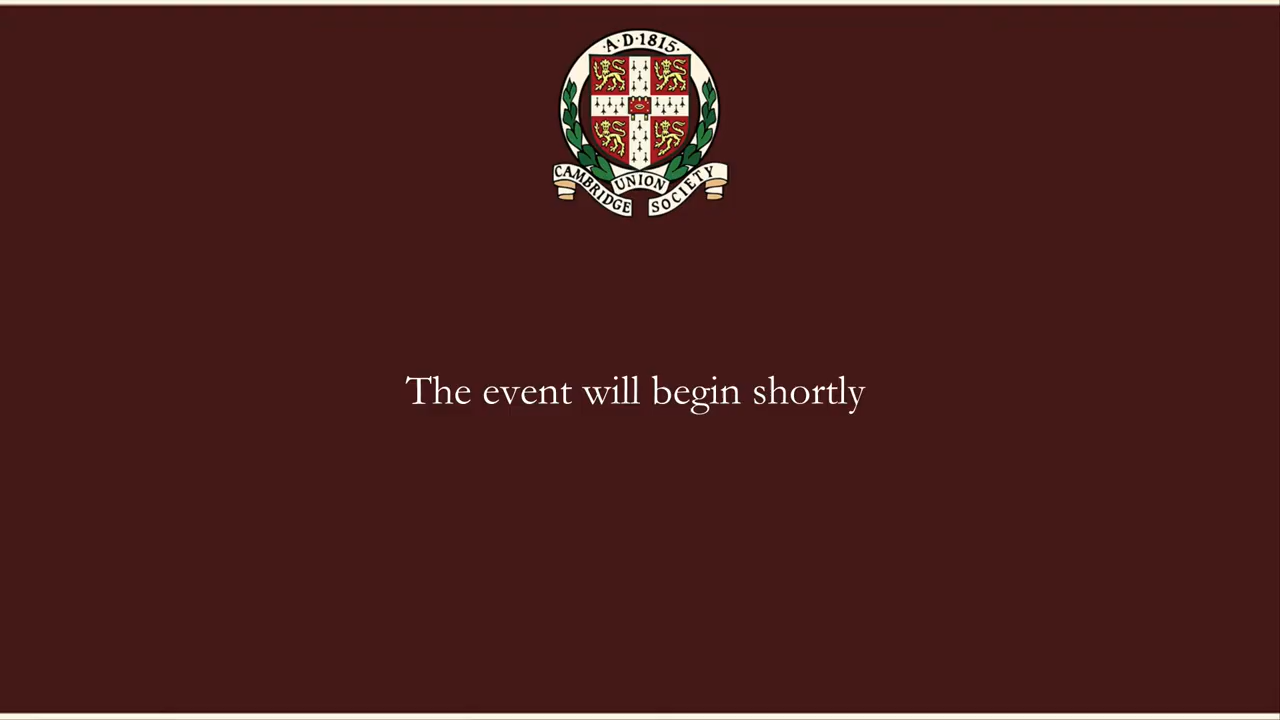 ·A·D·1815·
CAMBRIDGE UNION SOCIETY
The event will begin shortly